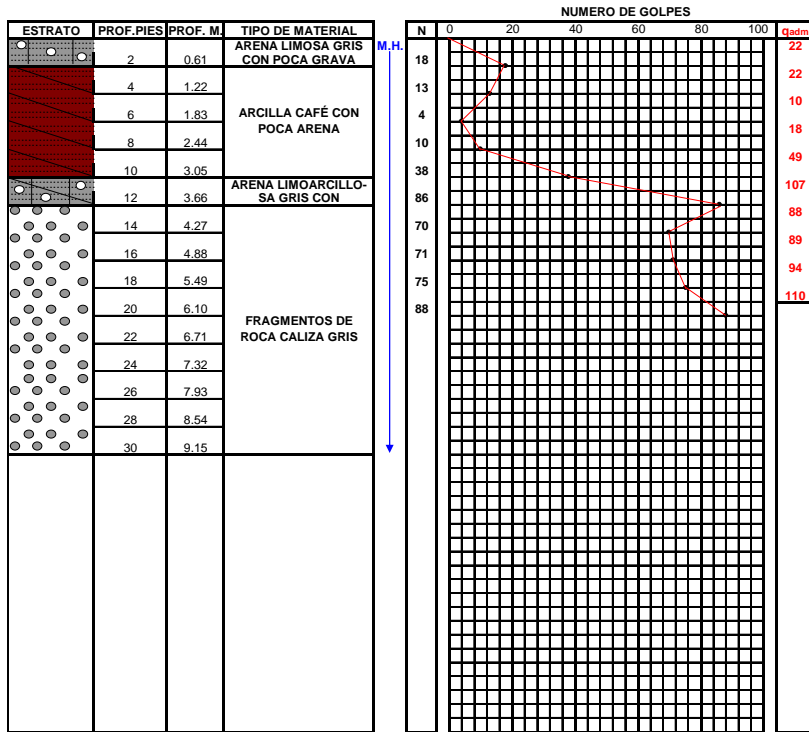 NUMERO DE GOLPES
ESTRATO PROF.PIES PROF. M. TIPO DE MATERIAL N 0 20 40 60 80 100 qadm
ARENA LIMOSA GRIS
CON POCA GRAVA
M.H.
2 0.61 18 22
4 1.22 13 22
ARCILLA CAFÉ CON
POCA ARENA
6 1.83 4 10
8 2.44 10 18
10 3.05 38 49
ARENA LIMOARCILLO-
SA GRIS CON
12 3.66 86 107
14 4.27 70 88
16 4.88 71 89
18 5.49 75 94
20 6.10 88 110
FRAGMENTOS DE
ROCA CALIZA GRIS
22 6.71
24 7.32
26 7.93
28 8.54
30 9.15